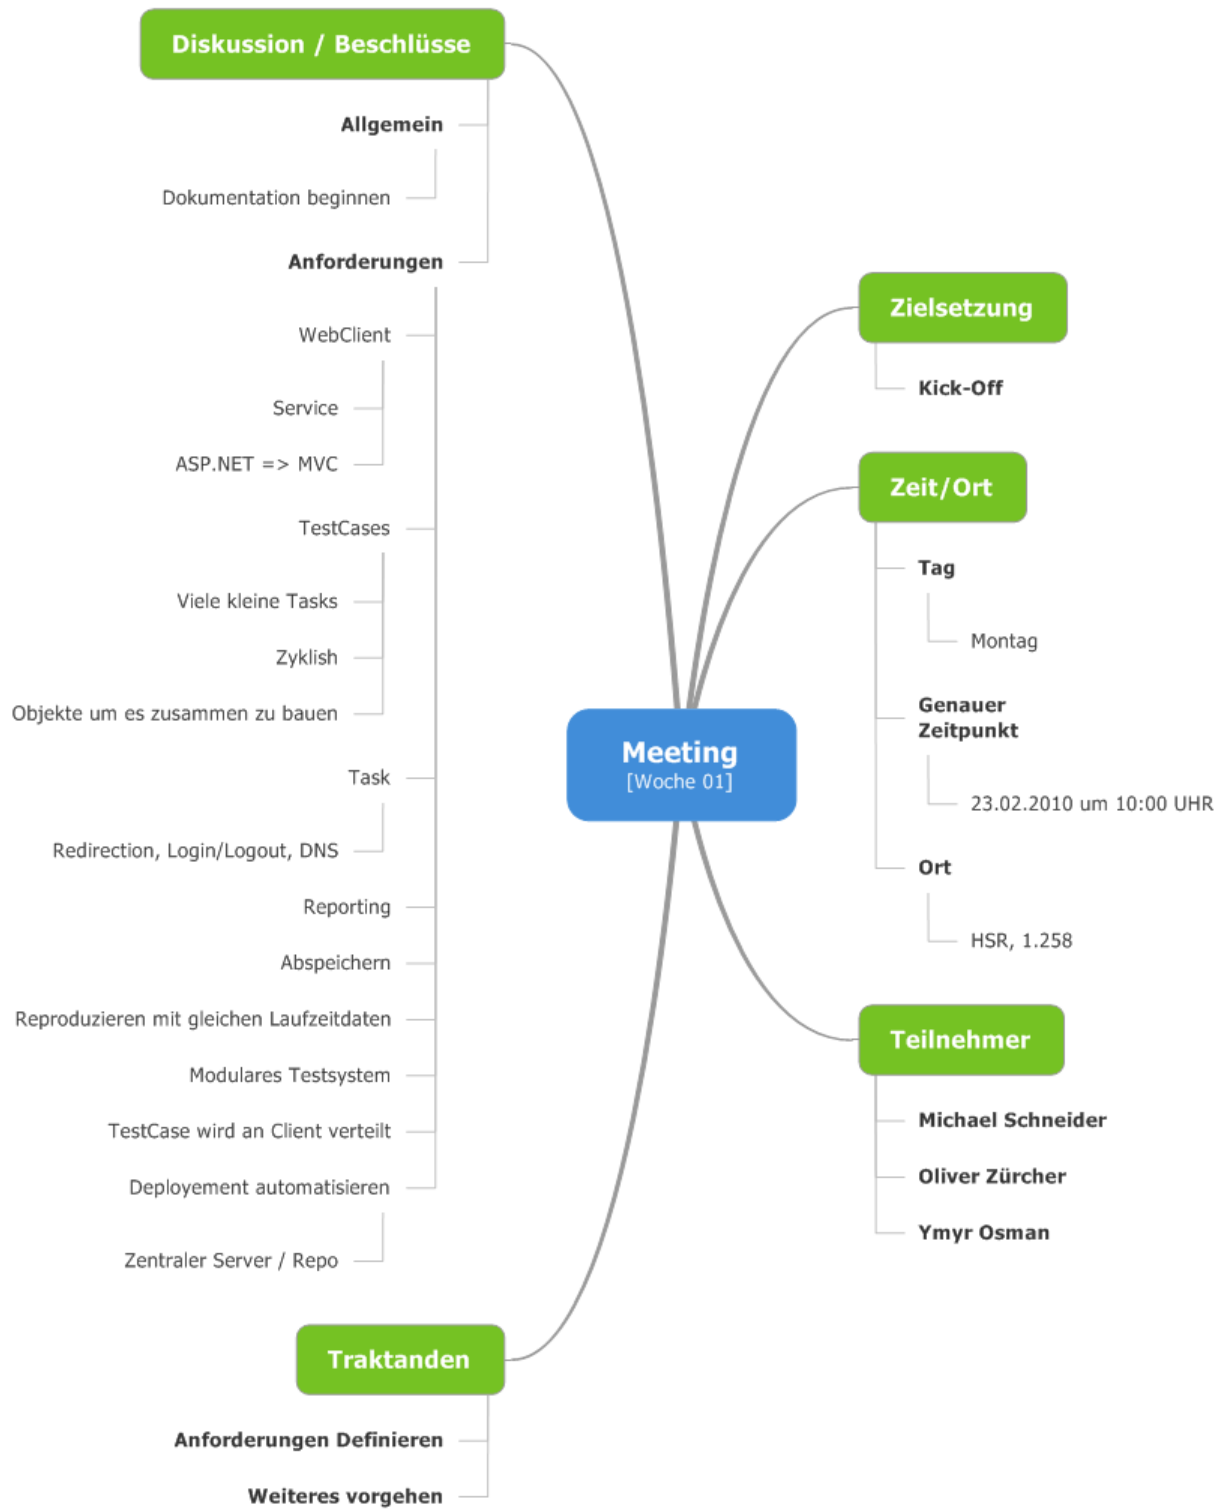 Diskussion / Beschlüsse
Allgemein
Dokumentation beginnen
Anforderungen
WebClient
Service
ASP.NET => MVC
TestCases
Viele kleine Tasks
Zyklish
Objekte um es zusammen zu bauen
Task
Redirection, Login/Logout, DNS
Reporting
Abspeichern
Reproduzieren mit gleichen Laufzeitdaten
Modulares Testsystem
TestCase wird an Client verteilt
Deployement automatisieren
Zentraler Server / Repo
Traktanden
Anforderungen Definieren
Weiteres vorgehen
Meeting
[Woche 01]
Zielsetzung
Kick-Off
Zeit/Ort
Tag
Montag
Genauer
Zeitpunkt
23.02.2010 um 10:00 UHR
Ort
HSR, 1.258
Teilnehmer
Michael Schneider
Oliver Zürcher
Ymyr Osman